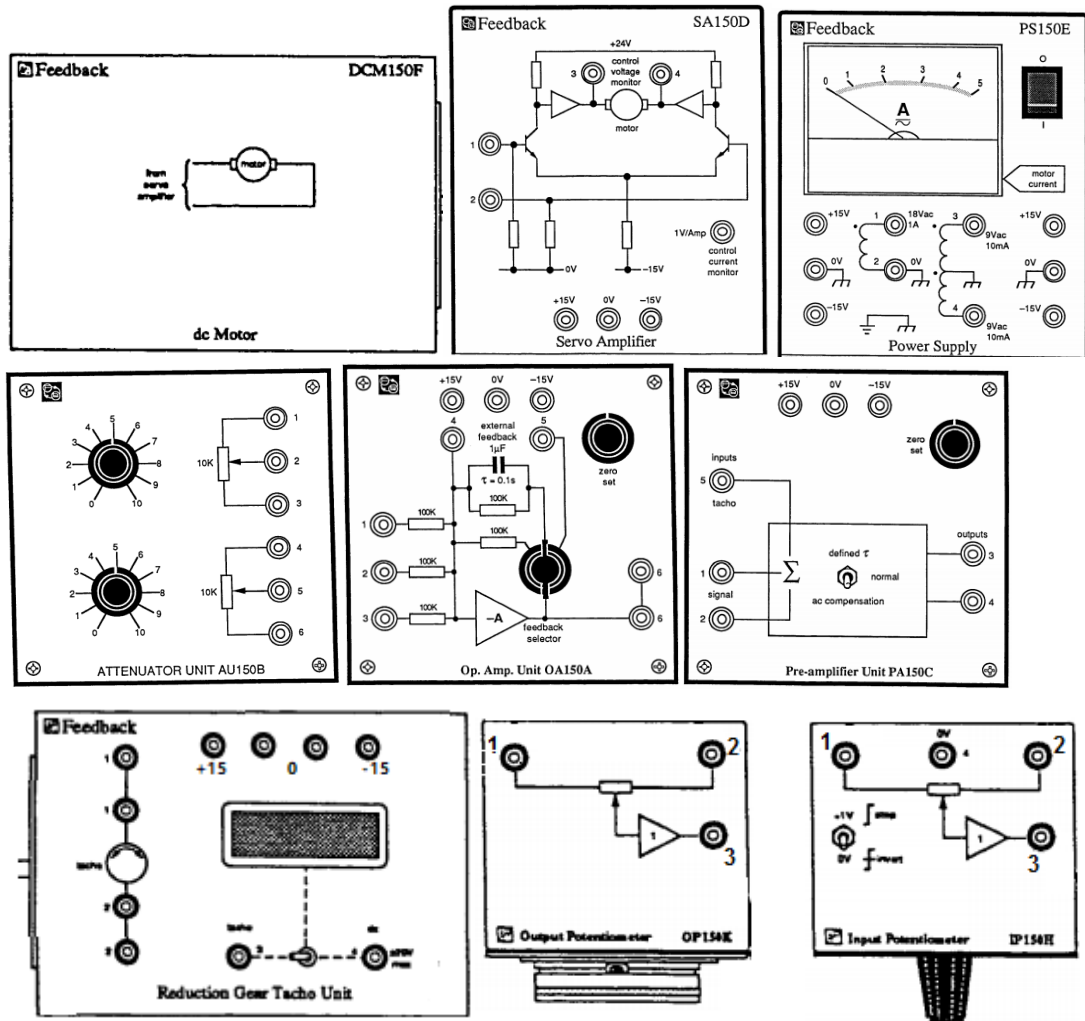 Feedback DCM150F
from
servo
amplifier
motor
dc Motor
Feedback SA150D
+24V
3 control
voltage
monitor 4
motor
1
2
1V/Amp
control
current
monitor
0V
-15V
+15V 0V -15V
Servo Amplifier
Feedback PS150E
0 1 2 3 4 5
A
O
I
motor
current
+15V
1 18Vac
1A
3 9Vac
10mA
+15V
0V
2 0V
0V
-15V
4 9Vac
10mA
-15V
Power Supply
0 1 2 3 4 5 6 7 8 9 10
10K
1
2
3
0 1 2 3 4 5 6 7 8 9 10
10K
4
5
6
ATTENUATOR UNIT AU150B
+15V 0V -15V
4 external
feedback 5
1µF
τ = 0.1s
100K
zero
set
1 100K
100K
2 100K
3 100K
-A
feedback
selector
6
6
Op. Amp. Unit OA150A
+15V 0V -15V
zero
set
inputs
5
tacho
1
signal
2
Σ
defined τ
normal
ac compensation
outputs
3
4
Pre-amplifier Unit PA150C
Feedback
1
1
tacho
2
2
+15 0 -15
tacho
3
dc
4 ±20V
max
Reduction Gear Tacho Unit
1 2
1
3
Output Potentiometer OP150K
1 0V
4 2
+1V step
0V invert
1
3
Input Potentiometer IP150H